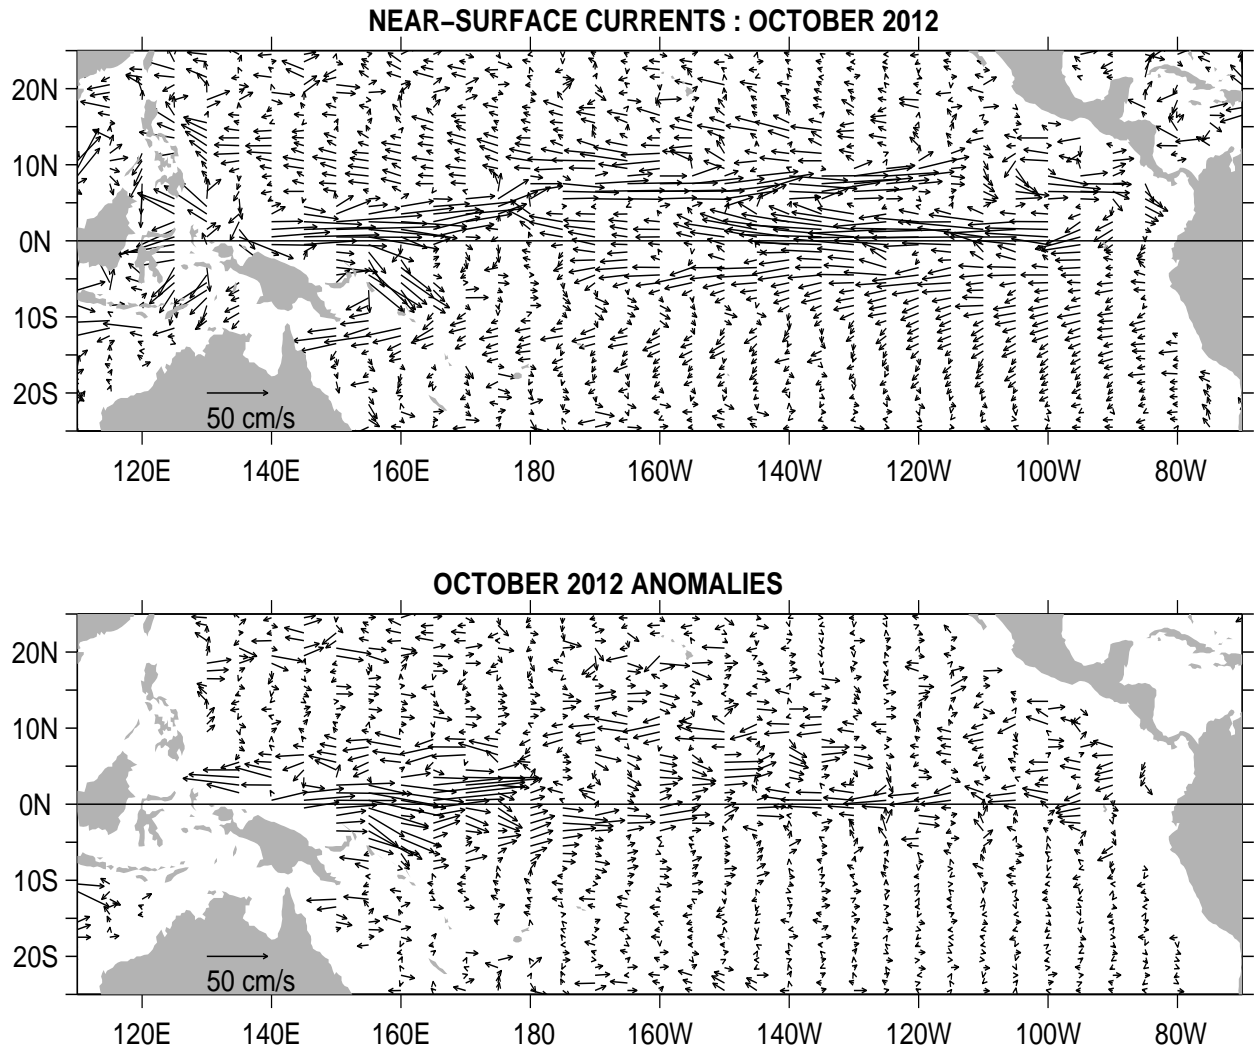 NEAR−SURFACE CURRENTS : OCTOBER 2012
20N
10N
0N
10S
20S
50 cm/s
120E 140E 160E 180 160W 140W 120W 100W 80W
OCTOBER 2012 ANOMALIES
20N
10N
0N
10S
20S
50 cm/s
120E 140E 160E 180 160W 140W 120W 100W 80W